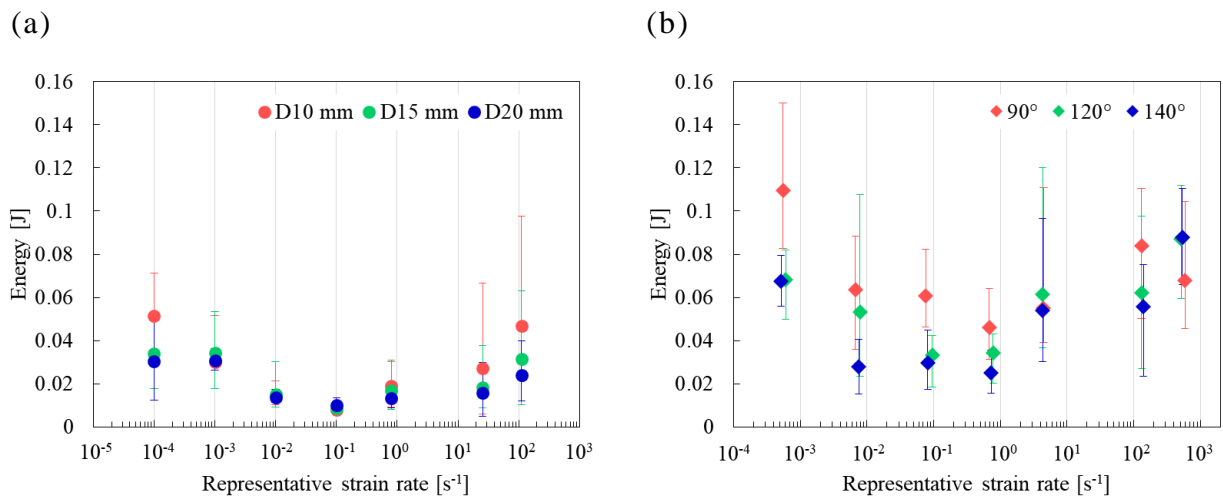 (a)
0.16
0.14
0.12
0.1
0.08
0.06
0.04
0.02
0
Energy [J]
D10 mm D15 mm D20 mm
10⁻⁵ 10⁻⁴ 10⁻³ 10⁻² 10⁻¹ 10⁰ 10¹ 10² 10³
Representative strain rate [s⁻¹]
(b)
0.16
0.14
0.12
0.1
0.08
0.06
0.04
0.02
0
Energy [J]
90° 120° 140°
10⁻⁴ 10⁻³ 10⁻² 10⁻¹ 10⁰ 10¹ 10² 10³
Representative strain rate [s⁻¹]